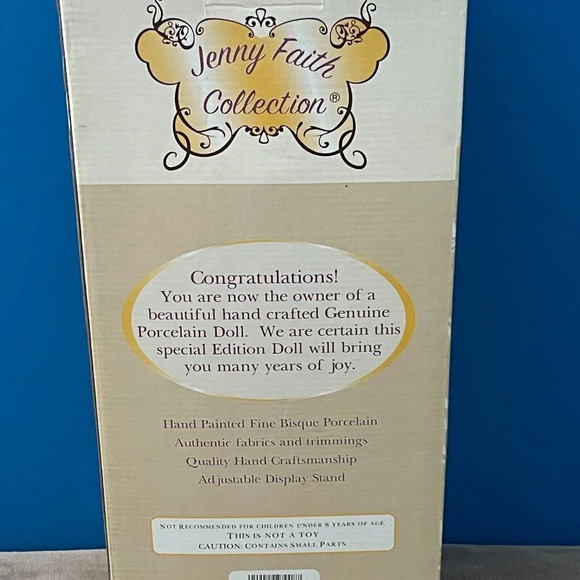 Jenny Faith
Collection®
Congratulations!
You are now the owner of a
beautiful hand crafted Genuine
Porcelain Doll. We are certain this
special Edition Doll will bring
you many years of joy.
Hand Painted Fine Bisque Porcelain
Authentic fabrics and trimmings
Quality Hand Craftsmanship
Adjustable Display Stand
NOT RECOMMENDED FOR CHILDREN UNDER 8 YEARS OF AGE
THIS IS NOT A TOY
CAUTION: CONTAINS SMALL PARTS.